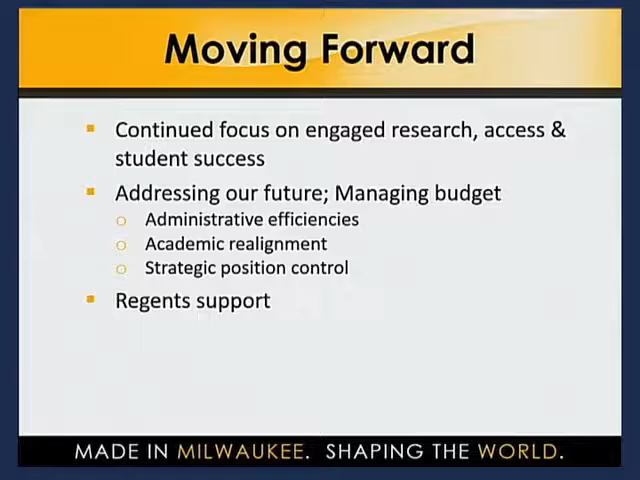 Moving Forward
Continued focus on engaged research, access &
student success
Addressing our future; Managing budget
Administrative efficiencies
Academic realignment
Strategic position control
Regents support
MADE IN MILWAUKEE. SHAPING THE WORLD.